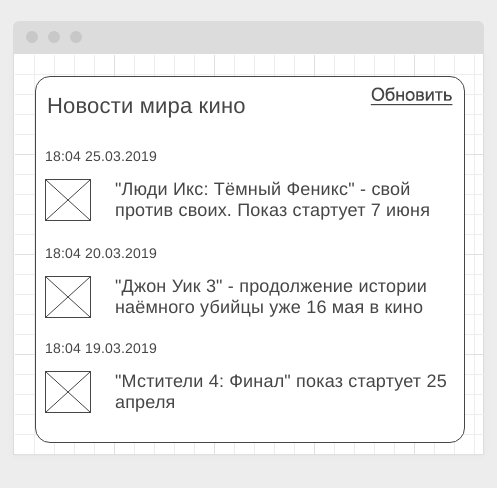 Обновить
Новости мира кино
18:04 25.03.2019
"Люди Икс: Тёмный Феникс" - свой
против своих. Показ стартует 7 июня
18:04 20.03.2019
"Джон Уик 3" - продолжение истории
наёмного убийцы уже 16 мая в кино
18:04 19.03.2019
"Мстители 4: Финал" показ стартует 25
апреля